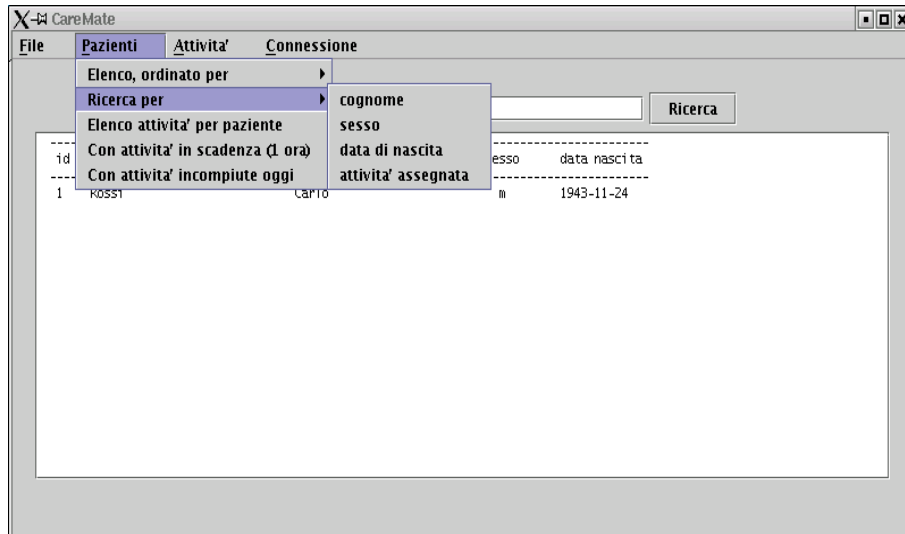 CareMate
File Pazienti Attivita' Connessione
Elenco, ordinato per
Ricerca per
Elenco attivita' per paziente
Con attivita' in scadenza (1 ora)
Con attivita' incompiute oggi
cognome
sesso
data di nascita
attivita' assegnata
Ricerca
id esso data nascita
1 Rossi Carlo m 1943-11-24